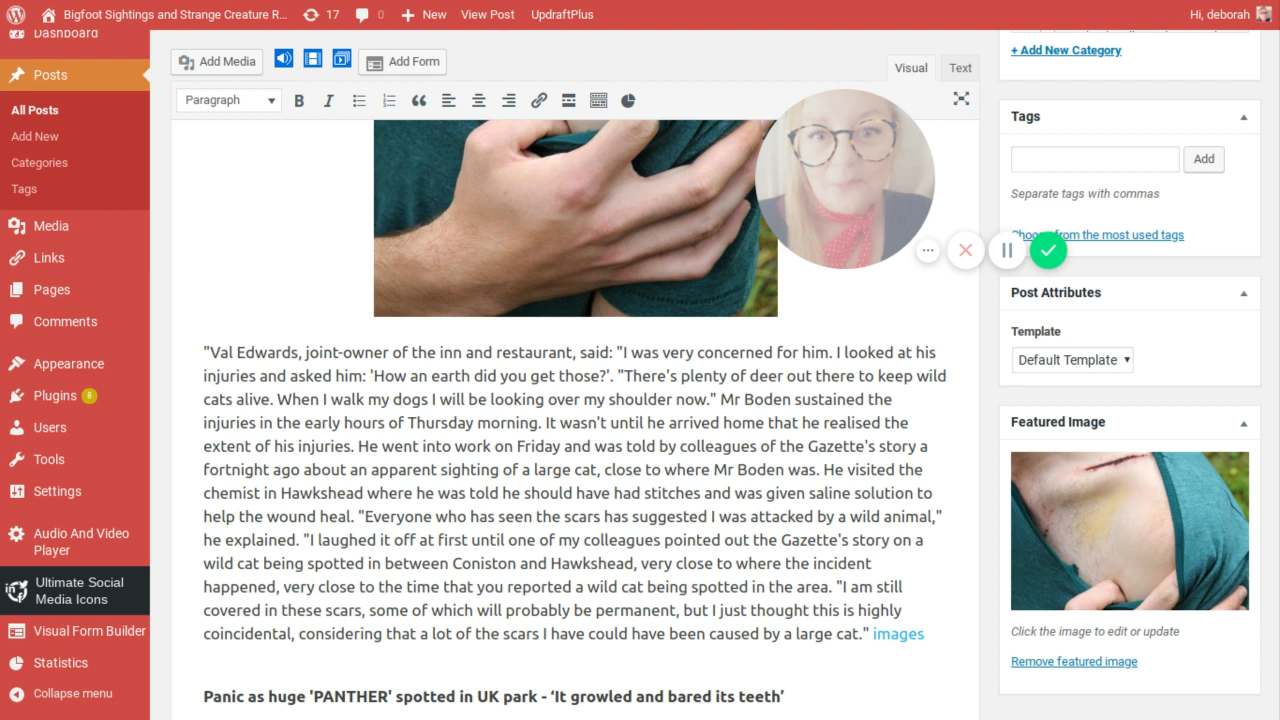 Bigfoot Sightings and Strange Creature R...
17
0
New
View Post
UpdraftPlus
Hi, deborah
Dashboard
Posts
All Posts
Add New
Categories
Tags
Media
Links
Pages
Comments
Appearance
Plugins 8
Users
Tools
Settings
Audio And Video
Player
Ultimate Social
Media Icons
Visual Form Builder
Statistics
Collapse menu
Add Media
Add Form
Visual
Text
Paragraph
"Val Edwards, joint-owner of the inn and restaurant, said: "I was very concerned for him. I looked at his
injuries and asked him: 'How an earth did you get those?'. "There's plenty of deer out there to keep wild
cats alive. When I walk my dogs I will be looking over my shoulder now." Mr Boden sustained the
injuries in the early hours of Thursday morning. It wasn't until he arrived home that he realised the
extent of his injuries. He went into work on Friday and was told by colleagues of the Gazette's story a
fortnight ago about an apparent sighting of a large cat, close to where Mr Boden was. He visited the
chemist in Hawkshead where he was told he should have had stitches and was given saline solution to
help the wound heal. "Everyone who has seen the scars has suggested I was attacked by a wild animal,"
he explained. "I laughed it off at first until one of my colleagues pointed out the Gazette's story on a
wild cat being spotted in between Coniston and Hawkshead, very close to where the incident
happened, very close to the time that you reported a wild cat being spotted in the area. "I am still
covered in these scars, some of which will probably be permanent, but I just thought this is highly
coincidental, considering that a lot of the scars I have could have been caused by a large cat." images
Panic as huge 'PANTHER' spotted in UK park - ‘It growled and bared its teeth’
+ Add New Category
Tags
Add
Separate tags with commas
from the most used tags
Post Attributes
Template
Default Template
Featured Image
Click the image to edit or update
Remove featured image